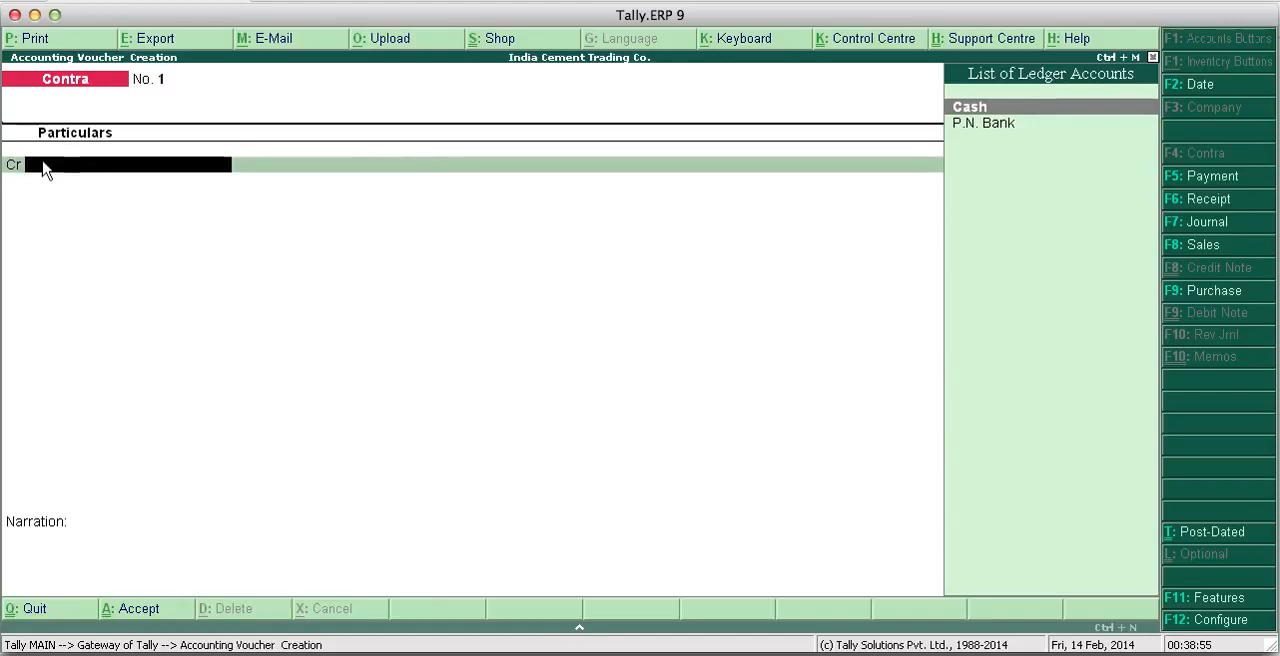 Tally.ERP 9
P: Print E: Export M: E-Mail O: Upload S: Shop G: Language K: Keyboard K: Control Centre H: Support Centre H: Help
Accounting Voucher Creation India Cement Trading Co. Ctrl + M
Contra No. 1
Particulars
Cr
Narration:
List of Ledger Accounts
Cash
P.N. Bank
F1: Accounts Buttons
F1: Inventory Buttons
F2: Date
F3: Company
F4: Contra
F5: Payment
F6: Receipt
F7: Journal
F8: Sales
F8: Credit Note
F9: Purchase
F9: Debit Note
F10: Rev Jrnl
F10: Memos
T: Post-Dated
L: Optional
F11: Features
F12: Configure
Q: Quit A: Accept D: Delete X: Cancel
Ctrl + N
Tally MAIN --> Gateway of Tally --> Accounting Voucher Creation (c) Tally Solutions Pvt. Ltd., 1988-2014 Fri, 14 Feb, 2014 00:38:55